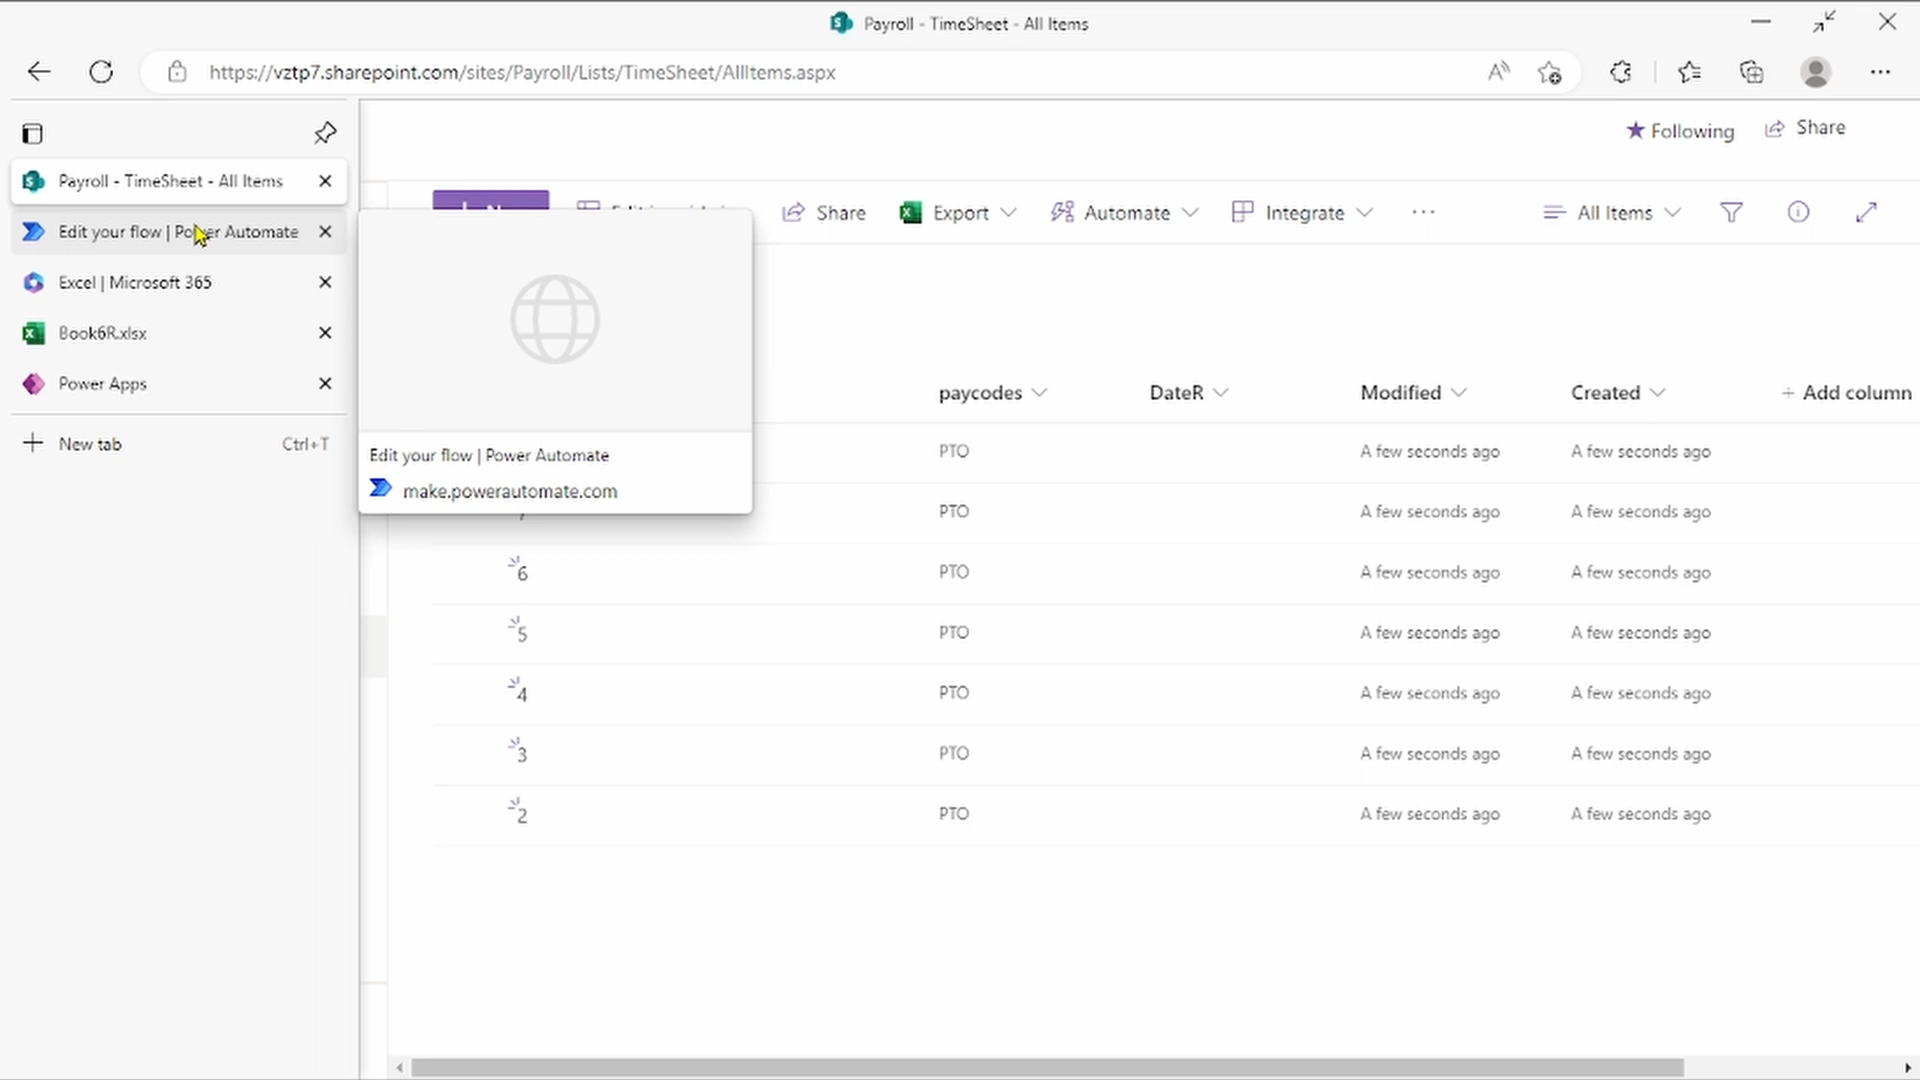 Payroll - TimeSheet - All Items
https://vztp7.sharepoint.com/sites/Payroll/Lists/TimeSheet/AllItems.aspx
Following
Share
Payroll - TimeSheet - All Items
Edit your flow | Power Automate
Excel | Microsoft 365
Book6R.xlsx
Power Apps
New tab Ctrl+T
Share
Export
Automate
Integrate
All Items
Edit your flow | Power Automate
make.powerautomate.com
paycodes DateR Modified Created + Add column
PTO A few seconds ago A few seconds ago
PTO A few seconds ago A few seconds ago
6 PTO A few seconds ago A few seconds ago
5 PTO A few seconds ago A few seconds ago
4 PTO A few seconds ago A few seconds ago
3 PTO A few seconds ago A few seconds ago
2 PTO A few seconds ago A few seconds ago